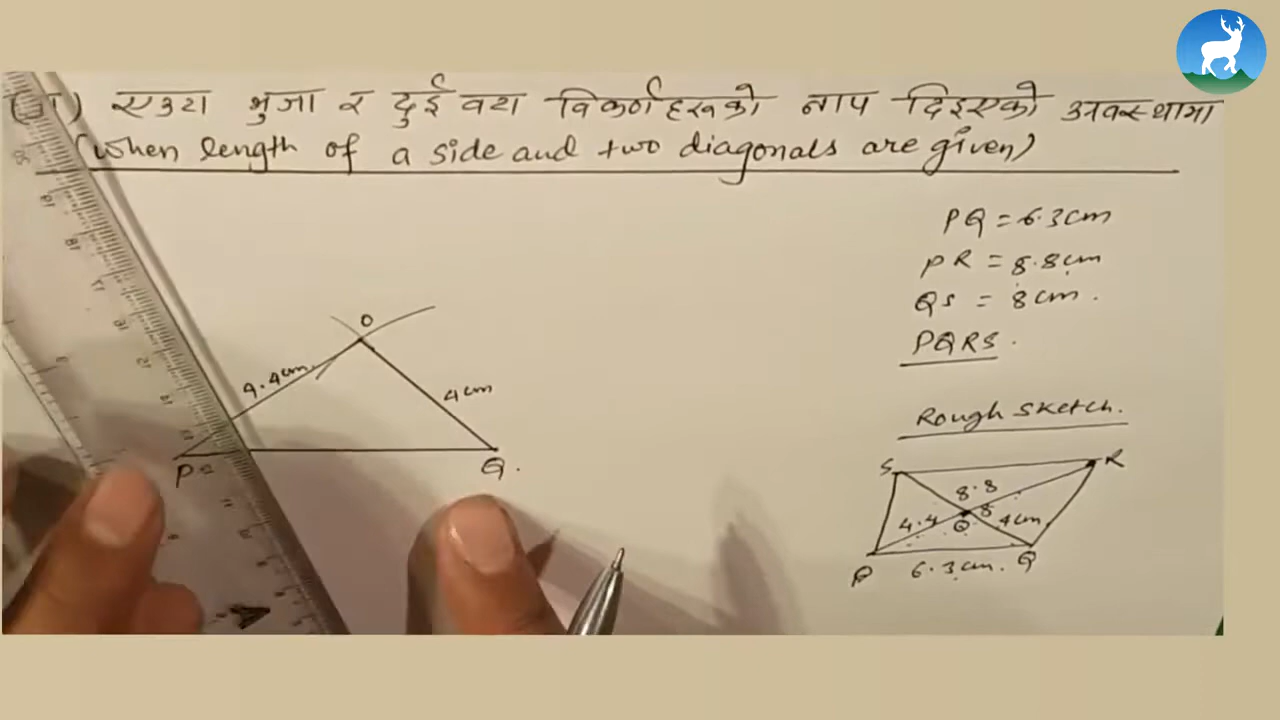 एउटा भुजा र दुई वटा विकर्णहरूको नाप दिइएको अवस्थामा
(when length of a side and two diagonals are given)
PQ = 6.3cm
PR = 8.8cm
QS = 8cm.
PQRS.
Rough sketch.
O
4.4cm
4cm
P
Q.
S
R
8.8
4.4
O
8
4cm
P
6.3cm.
Q